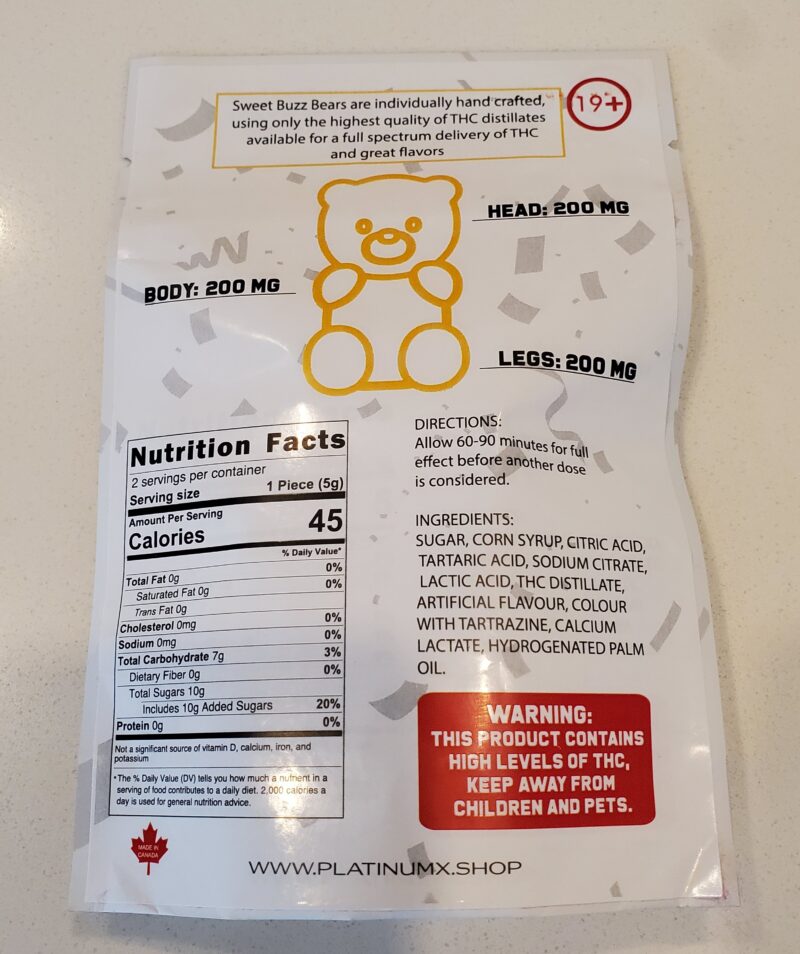 Sweet Buzz Bears are individually hand crafted,
using only the highest quality of THC distillates
available for a full spectrum delivery of THC
and great flavors
19+
HEAD: 200 MG
BODY: 200 MG
LEGS: 200 MG
Nutrition Facts
2 servings per container
Serving size 1 Piece (5g)
Amount Per Serving
Calories 45
% Daily Value*
Total Fat 0g 0%
Saturated Fat 0g 0%
Trans Fat 0g
Cholesterol 0mg 0%
Sodium 0mg 0%
Total Carbohydrate 7g 3%
Dietary Fiber 0g 0%
Total Sugars 10g
Includes 10g Added Sugars 20%
Protein 0g 0%
Not a significant source of vitamin D, calcium, iron, and
potassium
*The % Daily Value (DV) tells you how much a nutrient in a
serving of food contributes to a daily diet. 2,000 calories a
day is used for general nutrition advice.
DIRECTIONS:
Allow 60-90 minutes for full
effect before another dose
is considered.
INGREDIENTS:
SUGAR, CORN SYRUP, CITRIC ACID,
TARTARIC ACID, SODIUM CITRATE,
LACTIC ACID, THC DISTILLATE,
ARTIFICIAL FLAVOUR, COLOUR
WITH TARTRAZINE, CALCIUM
LACTATE, HYDROGENATED PALM
OIL.
WARNING:
THIS PRODUCT CONTAINS
HIGH LEVELS OF THC,
KEEP AWAY FROM
CHILDREN AND PETS.
MADE IN
CANADA
WWW.PLATINUMX.SHOP